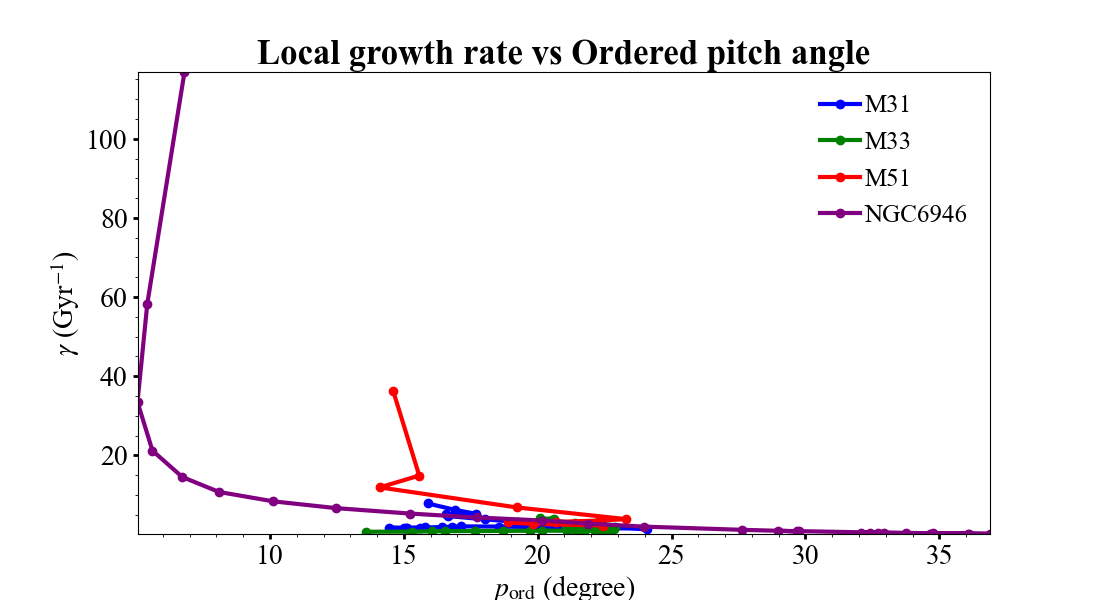 Local growth rate vs Ordered pitch angle
M31
M33
M51
NGC6946
γ (Gyr⁻¹)
100
80
60
40
20
10 15 20 25 30 35
p_ord (degree)